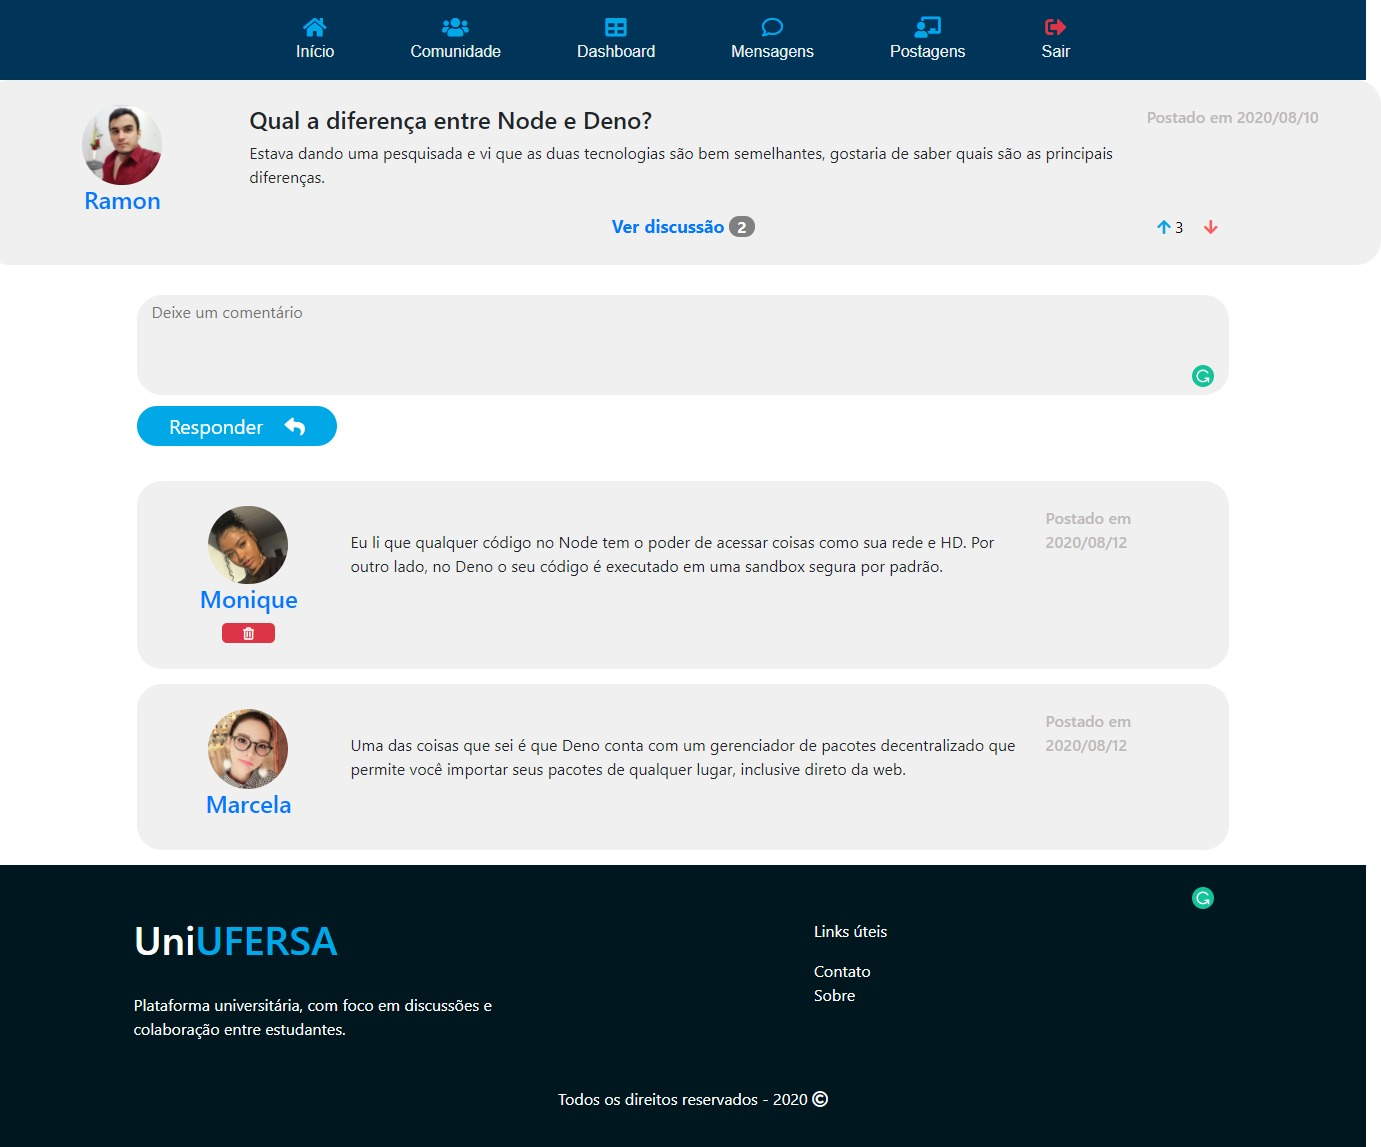 Início
Comunidade
Dashboard
Mensagens
Postagens
Sair
Qual a diferença entre Node e Deno?
Postado em 2020/08/10
Estava dando uma pesquisada e vi que as duas tecnologias são bem semelhantes, gostaria de saber quais são as principais
diferenças.
Ramon
Ver discussão 2
3
Deixe um comentário
Responder
Postado em
2020/08/12
Eu li que qualquer código no Node tem o poder de acessar coisas como sua rede e HD. Por
outro lado, no Deno o seu código é executado em uma sandbox segura por padrão.
Monique
Postado em
2020/08/12
Uma das coisas que sei é que Deno conta com um gerenciador de pacotes decentralizado que
permite você importar seus pacotes de qualquer lugar, inclusive direto da web.
Marcela
UniUFERSA
Plataforma universitária, com foco em discussões e
colaboração entre estudantes.
Links úteis
Contato
Sobre
Todos os direitos reservados - 2020 ©